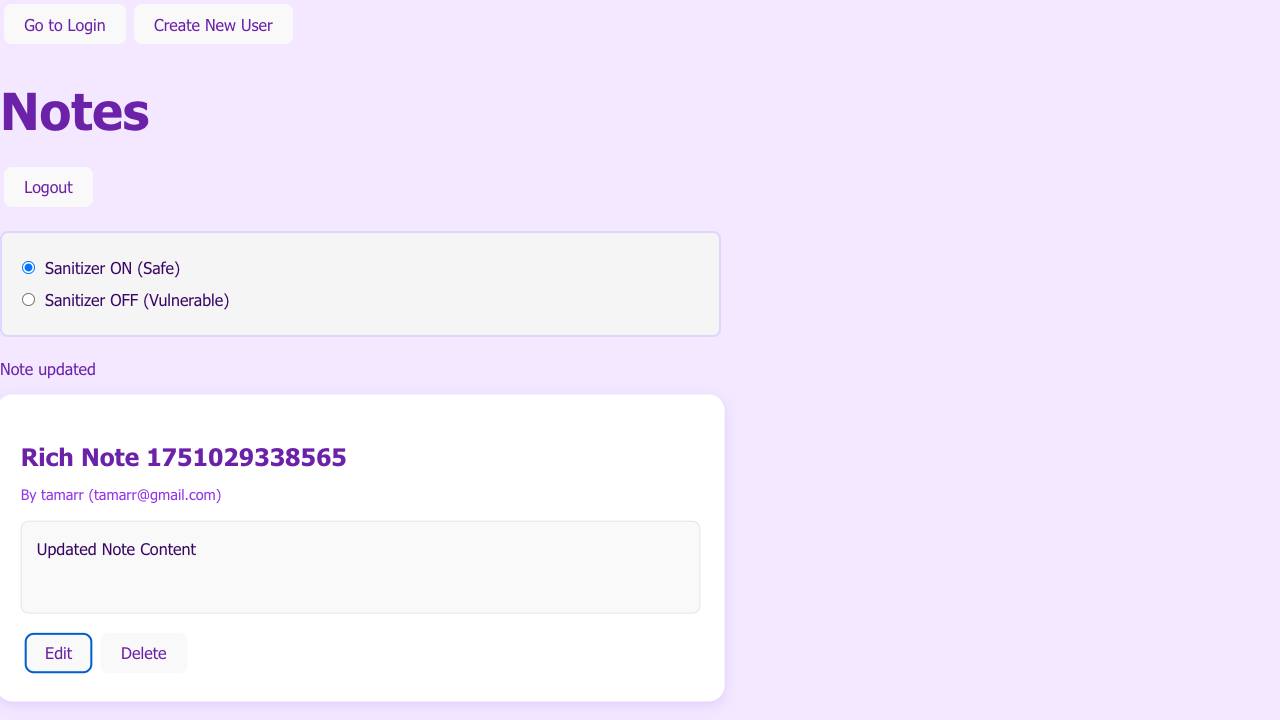 Go to Login Create New User
Notes
Logout
Sanitizer ON (Safe)
Sanitizer OFF (Vulnerable)
Note updated
Rich Note 1751029338565
By tamarr (tamarr@gmail.com)
Updated Note Content
Edit Delete